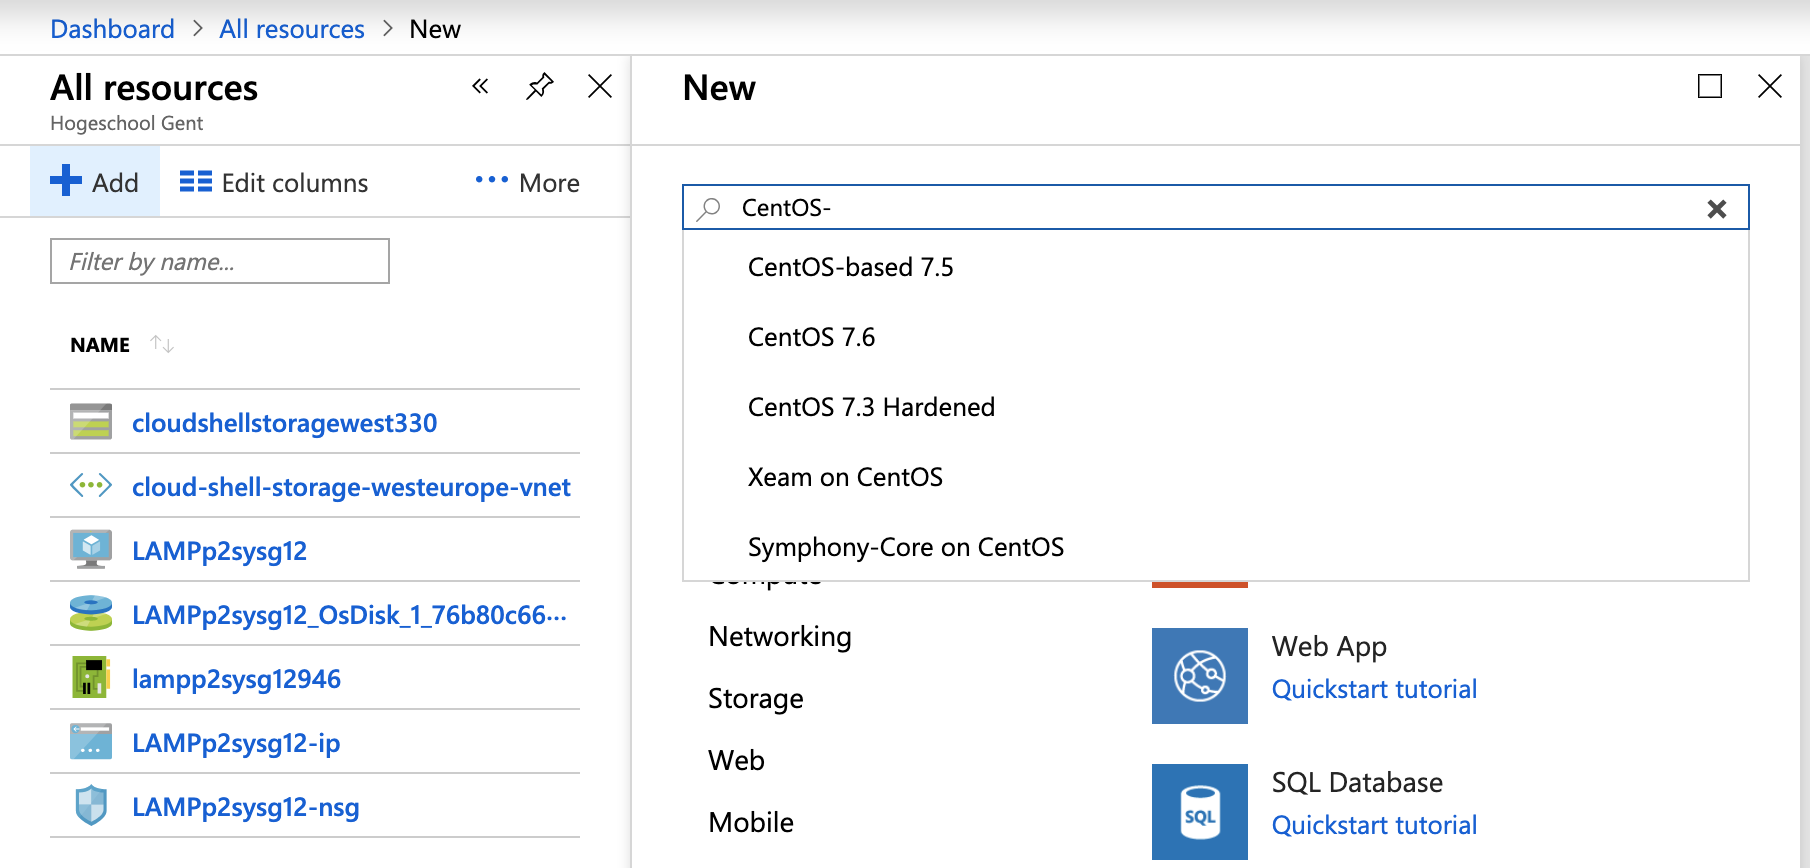 Dashboard > All resources > New
All resources
Hogeschool Gent
Add
Edit columns
More
Filter by name...
NAME
cloudshellstoragewest330
cloud-shell-storage-westeurope-vnet
LAMPp2sysg12
LAMPp2sysg12_OsDisk_1_76b80c66...
lampp2sysg12946
LAMPp2sysg12-ip
LAMPp2sysg12-nsg
New
CentOS-
CentOS-based 7.5
CentOS 7.6
CentOS 7.3 Hardened
Xeam on CentOS
Symphony-Core on CentOS
Compute
Networking
Storage
Web
Mobile
Web App
Quickstart tutorial
SQL
SQL Database
Quickstart tutorial